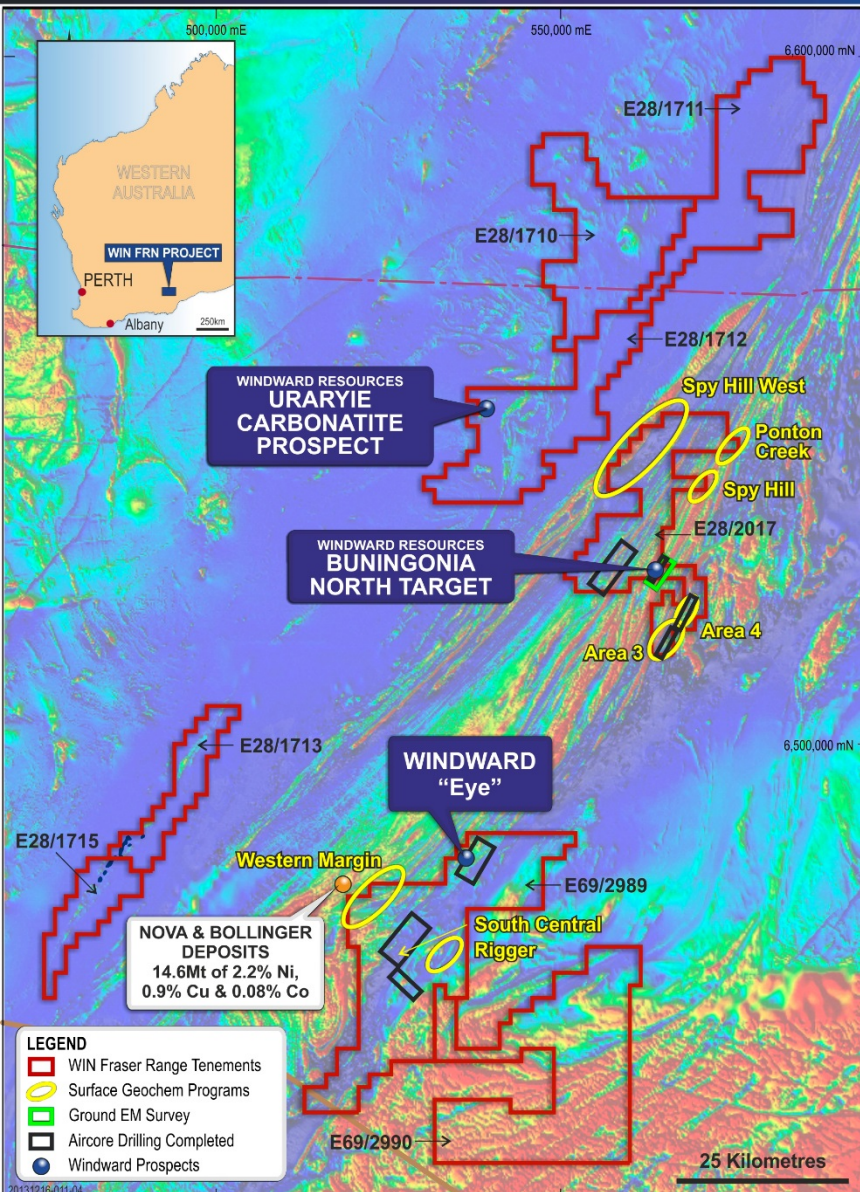 500,000 mE
550,000 mE
6,600,000 mN
WESTERN
AUSTRALIA
WIN FRN PROJECT
PERTH
Albany
250km
E28/1711
E28/1710
E28/1712
WINDWARD RESOURCES
URARYIE
CARBONATITE
PROSPECT
Spy Hill West
Ponton
Creek
Spy Hill
E28/2017
WINDWARD RESOURCES
BUNINGONIA
NORTH TARGET
Area 4
Area 3
E28/1713
6,500,000 mN
WINDWARD
“Eye”
E28/1715
Western Margin
E69/2989
NOVA & BOLLINGER
DEPOSITS
14.6Mt of 2.2% Ni,
0.9% Cu & 0.08% Co
South Central
Rigger
LEGEND
WIN Fraser Range Tenements
Surface Geochem Programs
Ground EM Survey
Aircore Drilling Completed
Windward Prospects
E69/2990
25 Kilometres
20131216-011-04